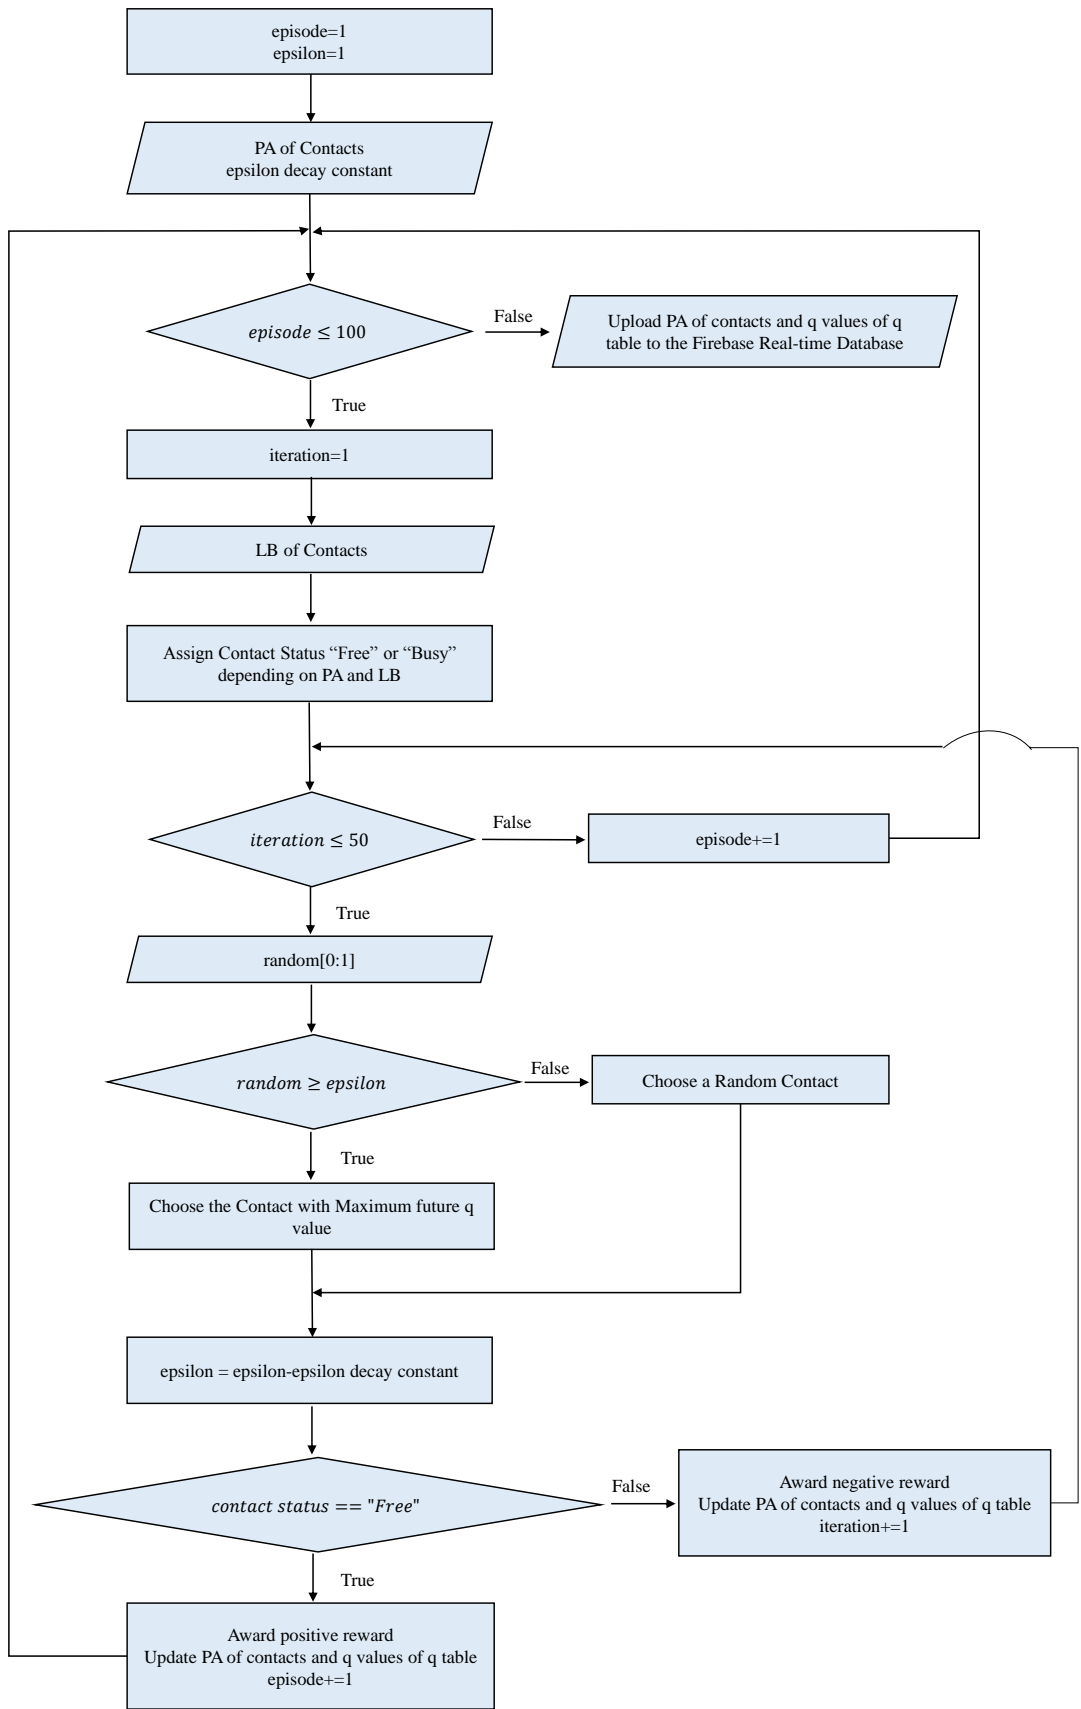 episode=1
epsilon=1
PA of Contacts
epsilon decay constant
episode ≤ 100
False
Upload PA of contacts and q values of q
table to the Firebase Real-time Database
True
iteration=1
LB of Contacts
Assign Contact Status “Free” or “Busy”
depending on PA and LB
iteration ≤ 50
False
episode+=1
True
random[0:1]
random ≥ epsilon
False
Choose a Random Contact
True
Choose the Contact with Maximum future q
value
epsilon = epsilon-epsilon decay constant
contact status == "Free"
False
Award negative reward
Update PA of contacts and q values of q table
iteration+=1
True
Award positive reward
Update PA of contacts and q values of q table
episode+=1